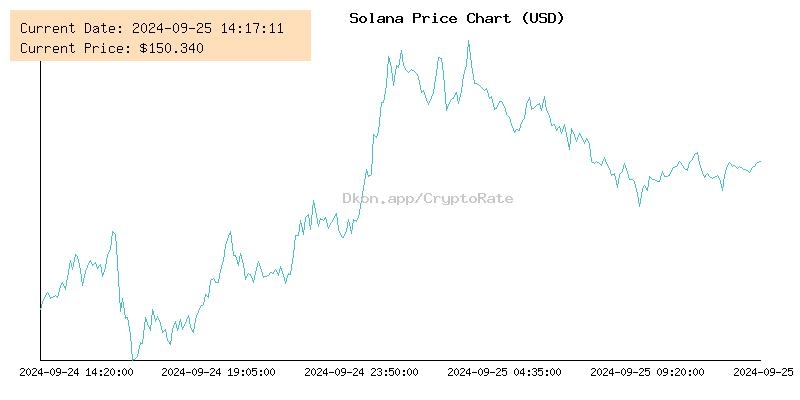 Solana Price Chart (USD)
Current Date: 2024-09-25 14:17:11
Current Price: $150.340
Dkon.app/CryptoRate
2024-09-24 14:20:00 2024-09-24 19:05:00 2024-09-24 23:50:00 2024-09-25 04:35:00 2024-09-25 09:20:00 2024-09-25